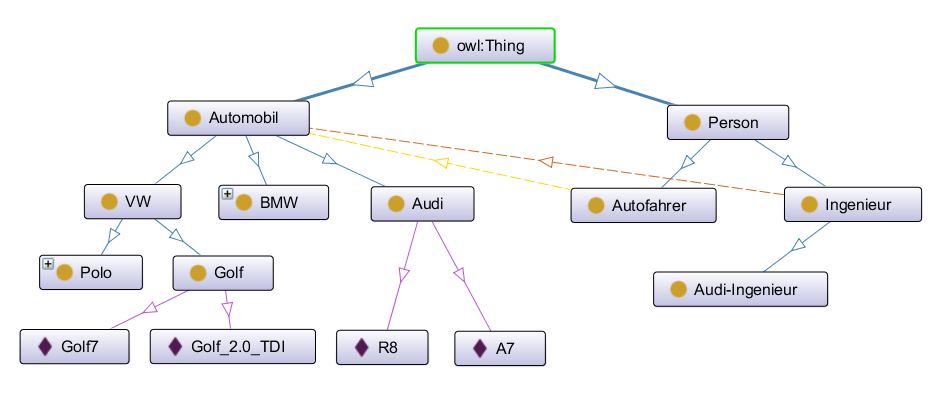 owl:Thing
Automobil
Person
VW
BMW
Audi
Autofahrer
Ingenieur
Polo
Golf
Audi-Ingenieur
Golf7
Golf_2.0_TDI
R8
A7